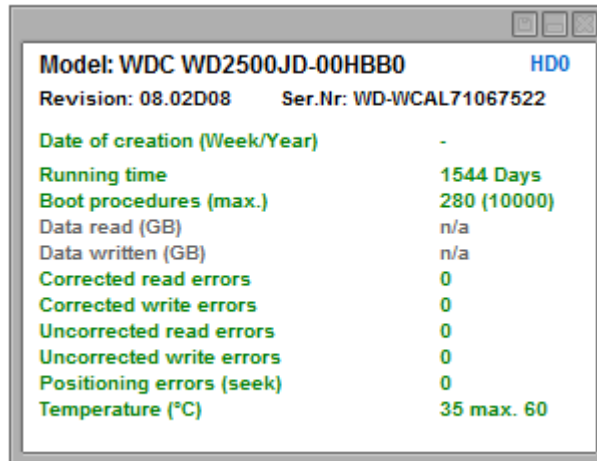 Model: WDC WD2500JD-00HBB0 HD0
Revision: 08.02D08 Ser.Nr: WD-WCAL71067522
Date of creation (Week/Year) -
Running time 1544 Days
Boot procedures (max.) 280 (10000)
Data read (GB) n/a
Data written (GB) n/a
Corrected read errors 0
Corrected write errors 0
Uncorrected read errors 0
Uncorrected write errors 0
Positioning errors (seek) 0
Temperature (°C) 35 max. 60